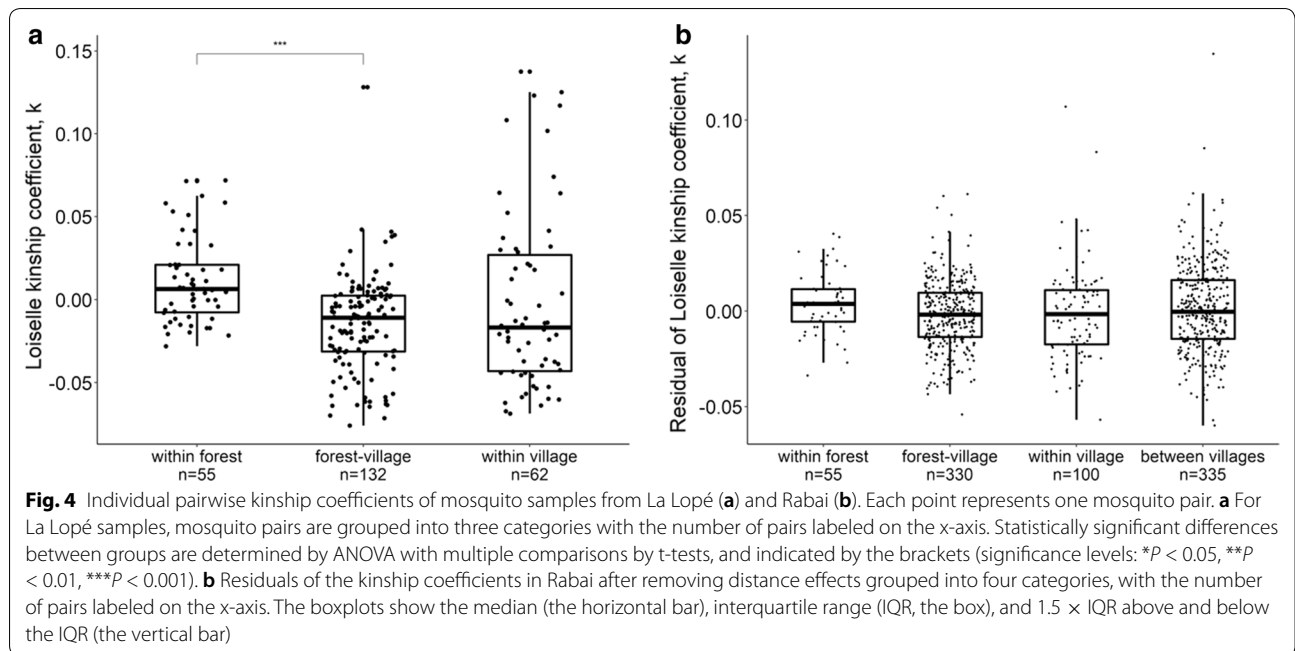 a
***
0.15
0.10
0.05
0.00
-0.05
Loiselle kinship coefficient, k
within forest
n=55
forest-village
n=132
within village
n=62
b
0.10
0.05
0.00
-0.05
Residual of Loiselle kinship coefficient, k
within forest
n=55
forest-village
n=330
within village
n=100
between villages
n=335
Fig. 4 Individual pairwise kinship coefficients of mosquito samples from La Lopé (a) and Rabai (b). Each point represents one mosquito pair. a For
La Lopé samples, mosquito pairs are grouped into three categories with the number of pairs labeled on the x-axis. Statistically significant differences
between groups are determined by ANOVA with multiple comparisons by t-tests, and indicated by the brackets (significance levels: *P < 0.05, **P
< 0.01, ***P < 0.001). b Residuals of the kinship coefficients in Rabai after removing distance effects grouped into four categories, with the number
of pairs labeled on the x-axis. The boxplots show the median (the horizontal bar), interquartile range (IQR, the box), and 1.5 × IQR above and below
the IQR (the vertical bar)